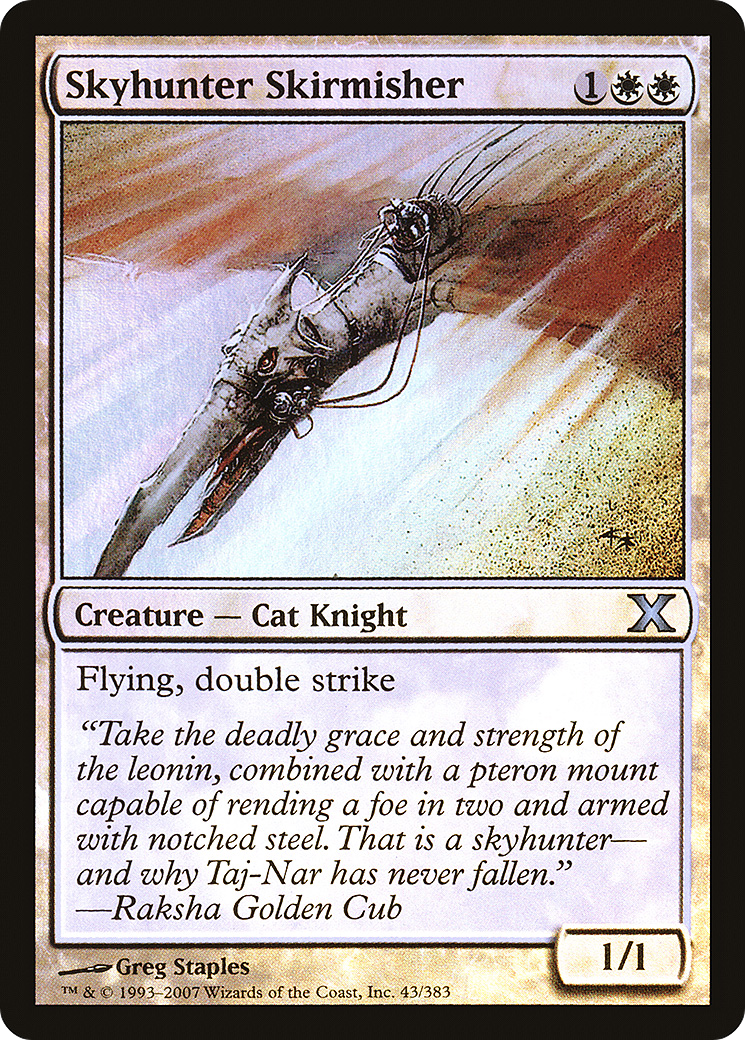 Skyhunter Skirmisher 1
Creature — Cat Knight X
Flying, double strike
“Take the deadly grace and strength of
the leonin, combined with a pteron mount
capable of rending a foe in two and armed
with notched steel. That is a skyhunter—
and why Taj-Nar has never fallen.”
—Raksha Golden Cub
1/1
Greg Staples
™ & © 1993–2007 Wizards of the Coast, Inc. 43/383